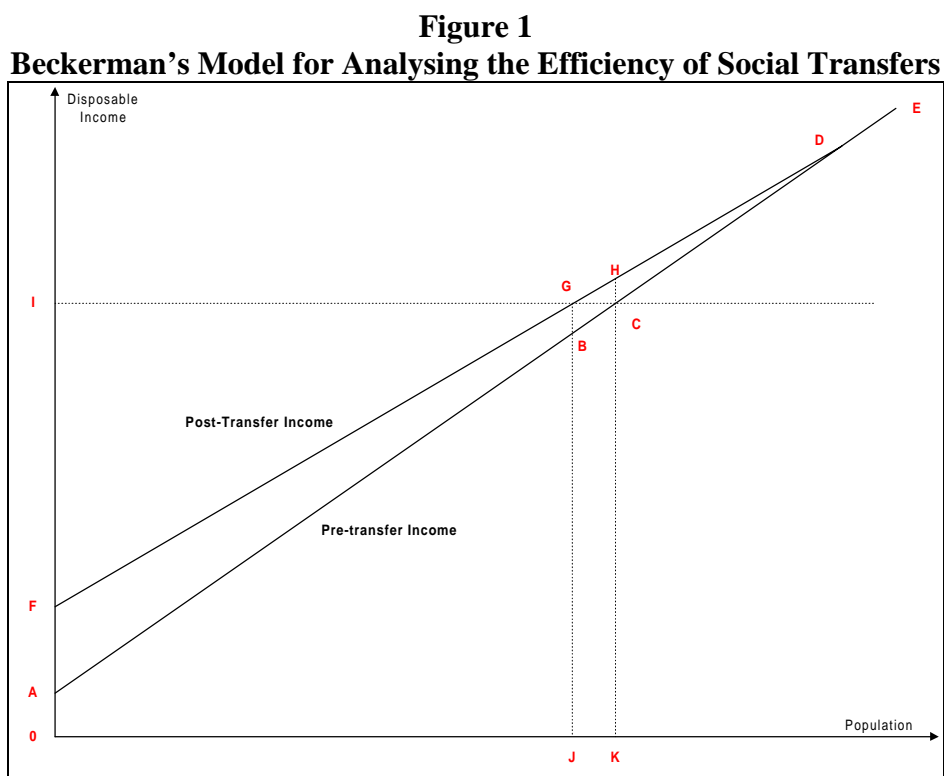 Figure 1
Beckerman's Model for Analysing the Efficiency of Social Transfers
Disposable
Income
E
D
H
G
I
C
B
Post-Transfer Income
Pre-transfer Income
F
A
Population
0
J
K